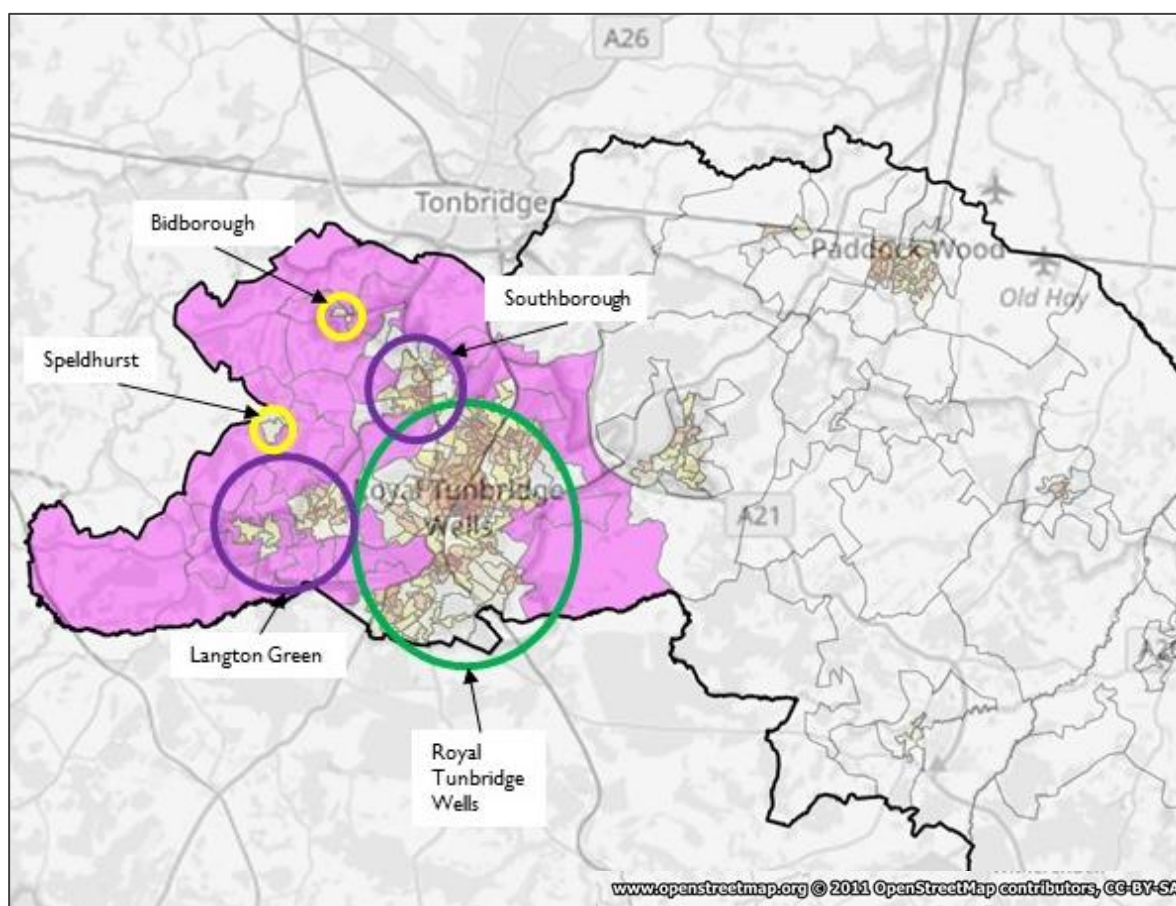 A26
Tonbridge
Bidborough
Paddock Wood
Southborough
Old Hay
Speldhurst
Royal Tunbridge
Wells
A21
Langton Green
Royal
Tunbridge
Wells
www.openstreetmap.org © 2011 OpenStreetMap contributors, CC-BY-SA